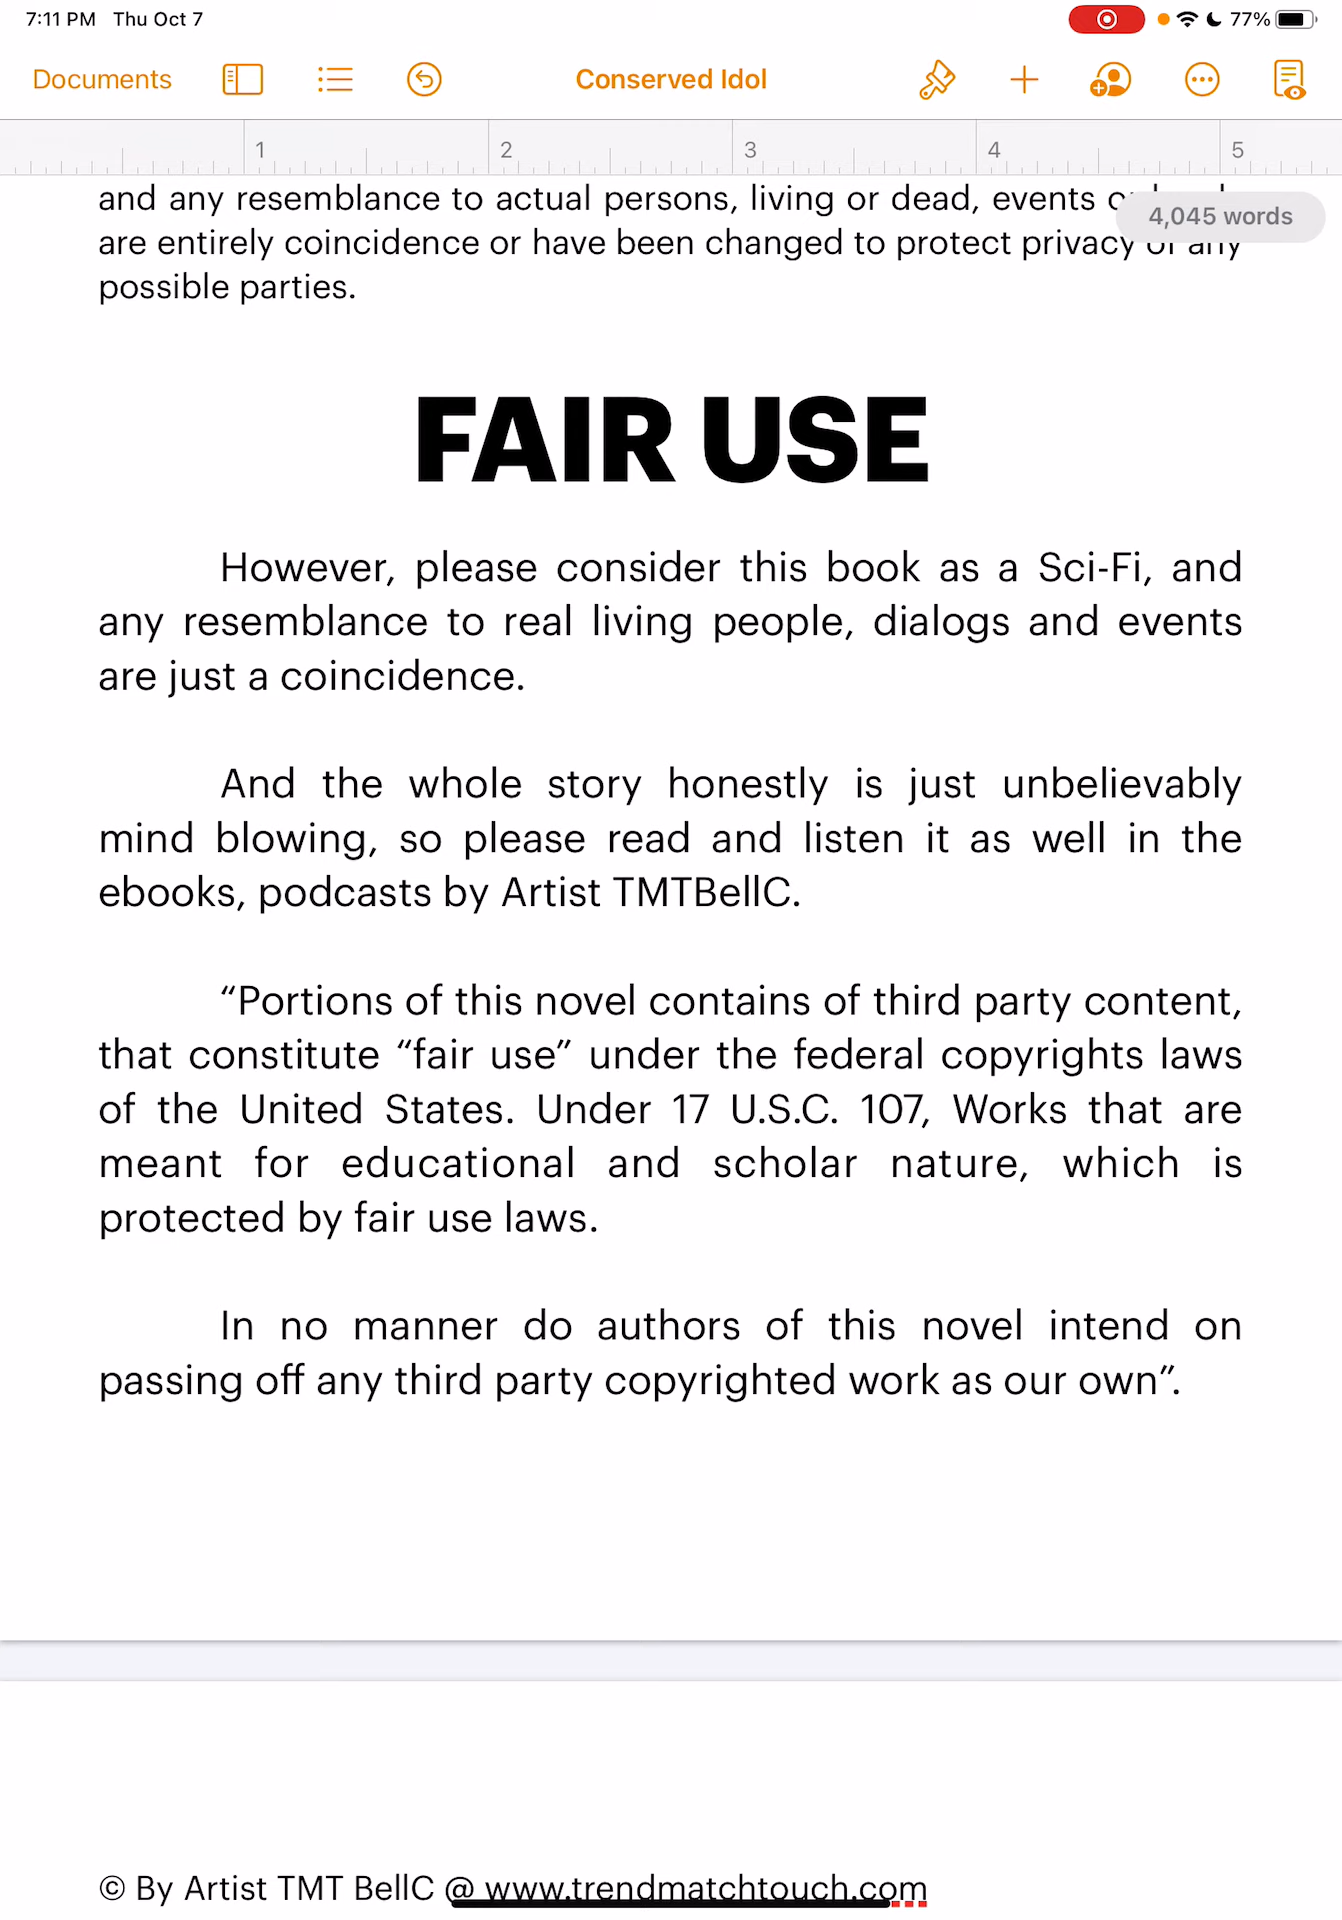 7:11 PM Thu Oct 7
77%
Documents
Conserved Idol
1 2 3 4 5
and any resemblance to actual persons, living or dead, events
4,045 words
are entirely coincidence or have been changed to protect privacy of any
possible parties.
FAIR USE
However, please consider this book as a Sci-Fi, and
any resemblance to real living people, dialogs and events
are just a coincidence.
And the whole story honestly is just unbelievably
mind blowing, so please read and listen it as well in the
ebooks, podcasts by Artist TMTBellC.
“Portions of this novel contains of third party content,
that constitute “fair use” under the federal copyrights laws
of the United States. Under 17 U.S.C. 107, Works that are
meant for educational and scholar nature, which is
protected by fair use laws.
In no manner do authors of this novel intend on
passing off any third party copyrighted work as our own”.
© By Artist TMT BellC @ www.trendmatchtouch.com